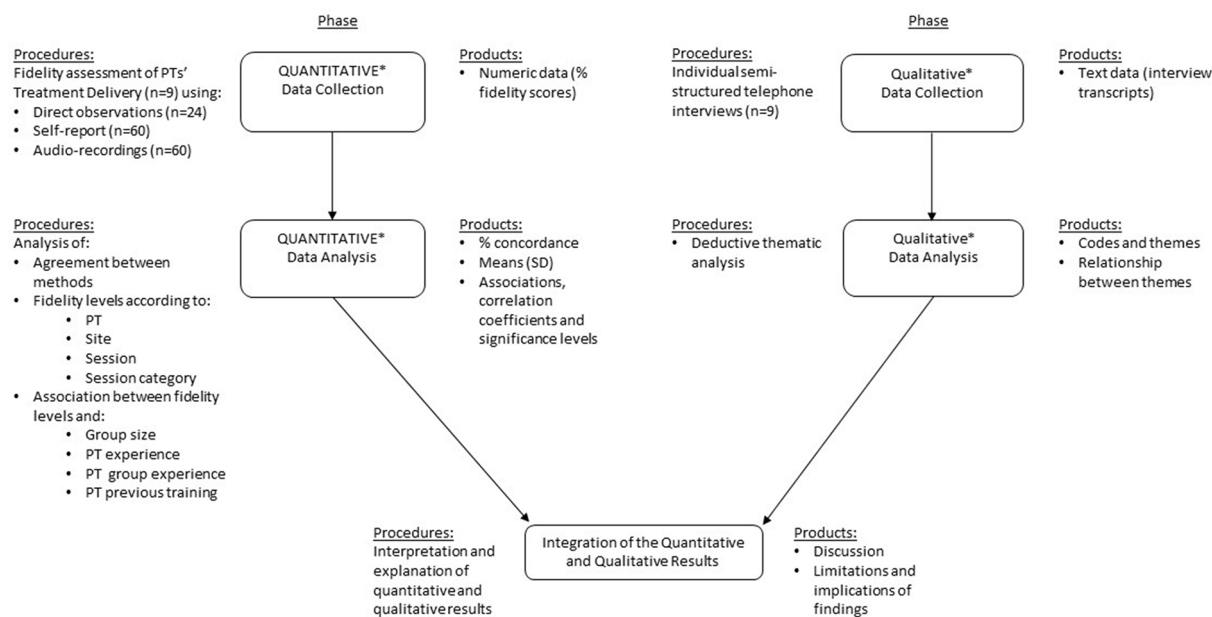 Phase
Procedures:
Fidelity assessment of PTs'
Treatment Delivery (n=9) using:
• Direct observations (n=24)
• Self-report (n=60)
• Audio-recordings (n=60)
QUANTITATIVE*
Data Collection
Products:
• Numeric data (%
fidelity scores)
Phase
Procedures:
Individual semi-
structured telephone
interviews (n=9)
Qualitative*
Data Collection
Products:
• Text data (interview
transcripts)
Procedures:
Analysis of:
• Agreement between
methods
• Fidelity levels according to:
• PT
• Site
• Session
• Session category
• Association between fidelity
levels and:
• Group size
• PT experience
• PT group experience
• PT previous training
QUANTITATIVE*
Data Analysis
Products:
• % concordance
• Means (SD)
• Associations,
correlation
coefficients and
significance levels
Procedures:
• Deductive thematic
analysis
Qualitative*
Data Analysis
Products:
• Codes and themes
• Relationship
between themes
Procedures:
Interpretation and
explanation of
quantitative and
qualitative results
Integration of the Quantitative
and Qualitative Results
Products:
• Discussion
• Limitations and
implications of
findings